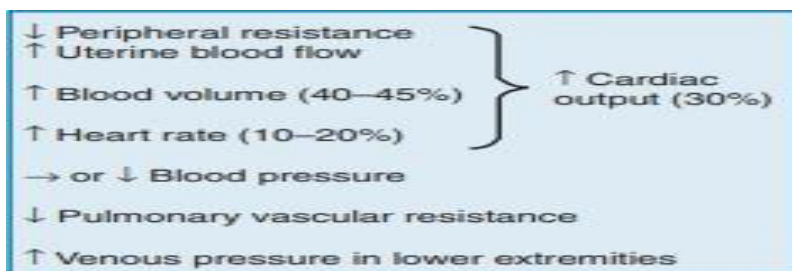 ↓ Peripheral resistance
↑ Uterine blood flow
↑ Blood volume (40–45%)
↑ Heart rate (10–20%)
↑ Cardiac
output (30%)
→ or ↓ Blood pressure
↓ Pulmonary vascular resistance
↑ Venous pressure in lower extremities